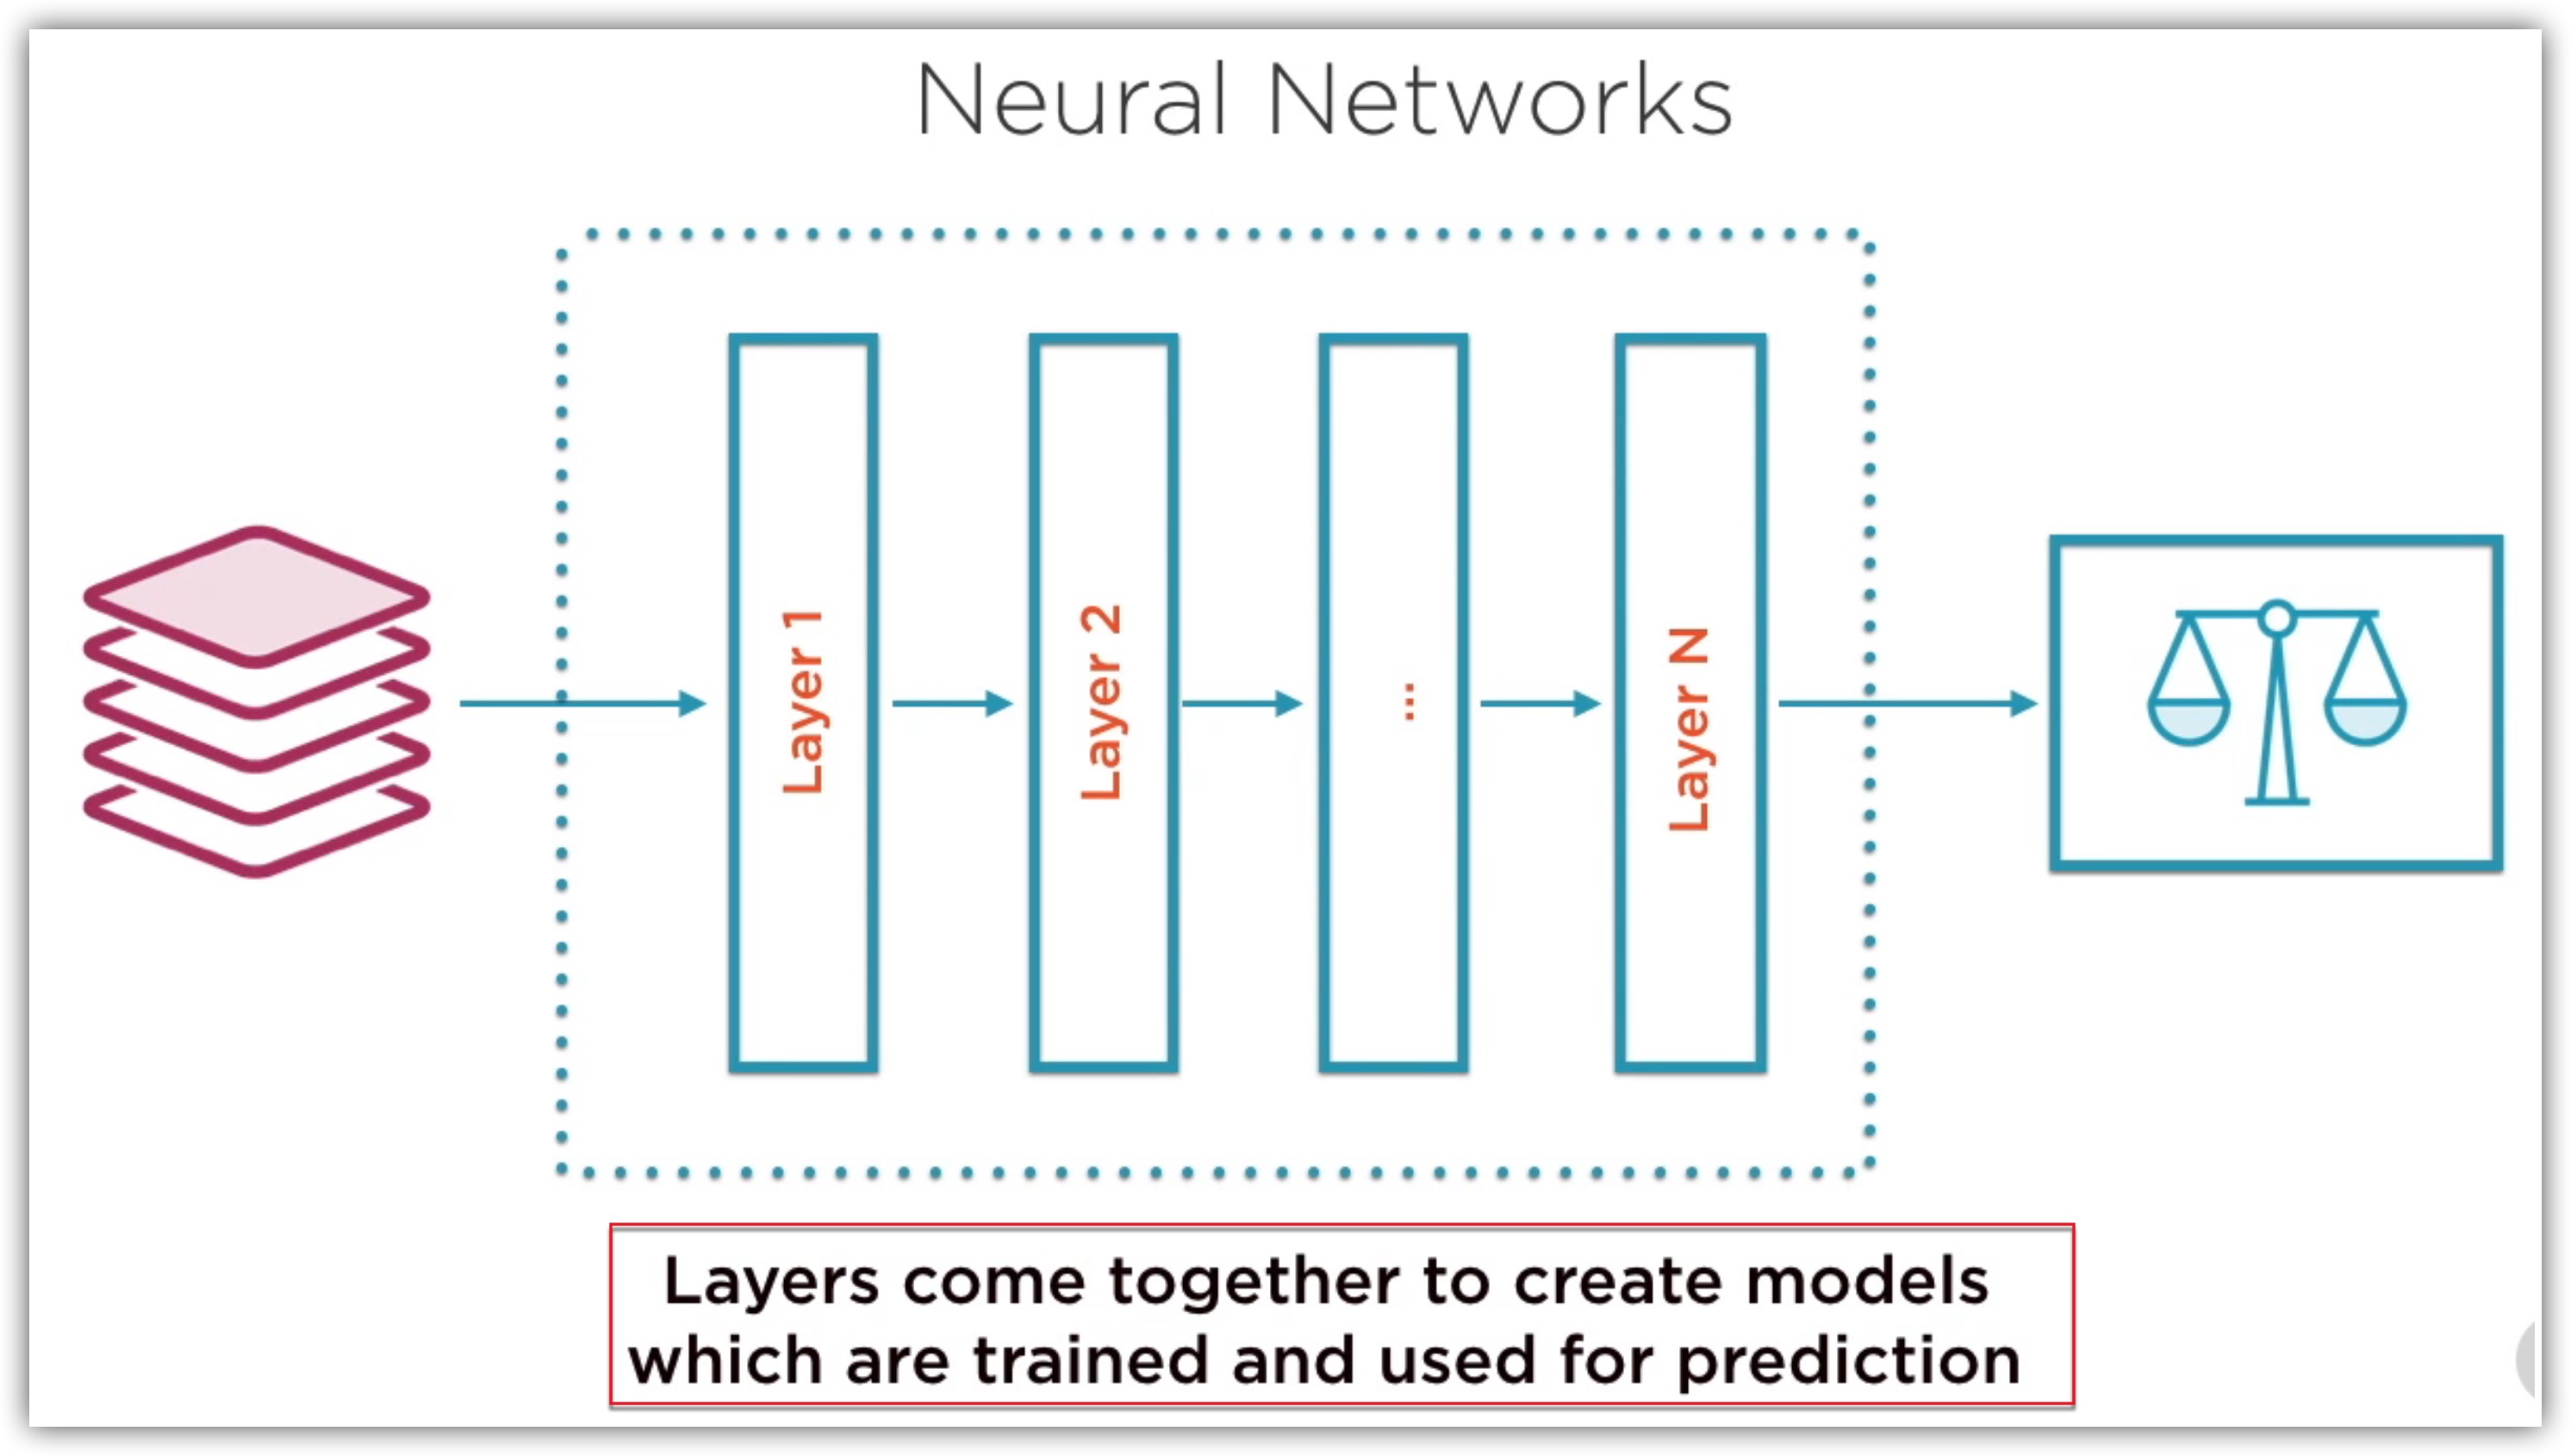 Neural Networks
Layer 1
Layer 2
...
Layer N
Layers come together to create models
which are trained and used for prediction